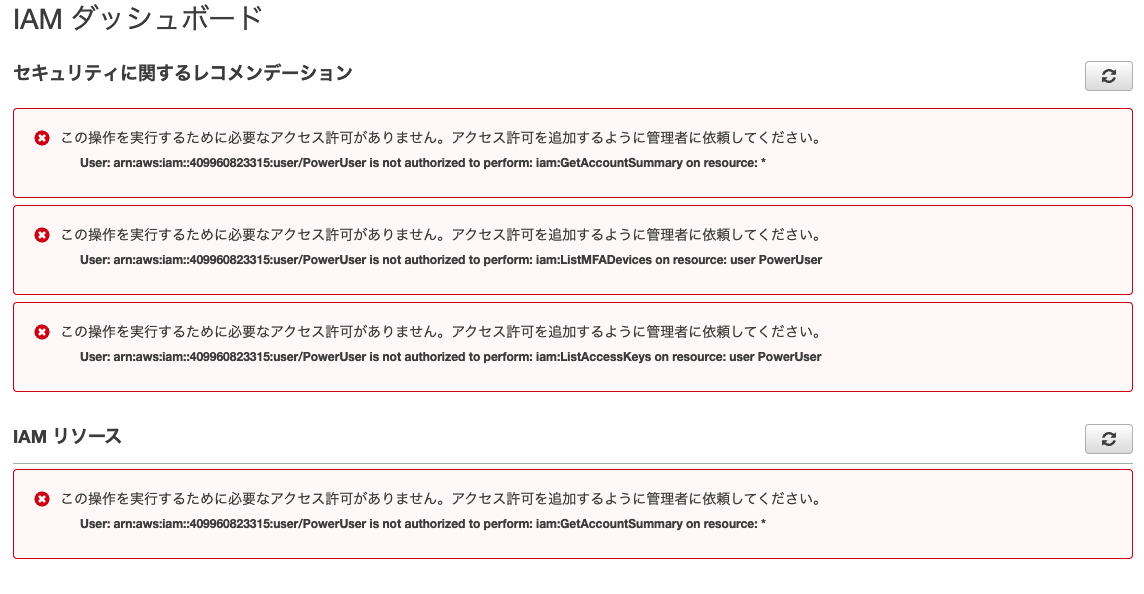 IAM ダッシュボード
セキュリティに関するレコメンデーション
この操作を実行するために必要なアクセス許可がありません。アクセス許可を追加するように管理者に依頼してください。
User: arn:aws:iam::409960823315:user/PowerUser is not authorized to perform: iam:GetAccountSummary on resource: *
この操作を実行するために必要なアクセス許可がありません。アクセス許可を追加するように管理者に依頼してください。
User: arn:aws:iam::409960823315:user/PowerUser is not authorized to perform: iam:ListMFADevices on resource: user PowerUser
この操作を実行するために必要なアクセス許可がありません。アクセス許可を追加するように管理者に依頼してください。
User: arn:aws:iam::409960823315:user/PowerUser is not authorized to perform: iam:ListAccessKeys on resource: user PowerUser
IAM リソース
この操作を実行するために必要なアクセス許可がありません。アクセス許可を追加するように管理者に依頼してください。
User: arn:aws:iam::409960823315:user/PowerUser is not authorized to perform: iam:GetAccountSummary on resource: *